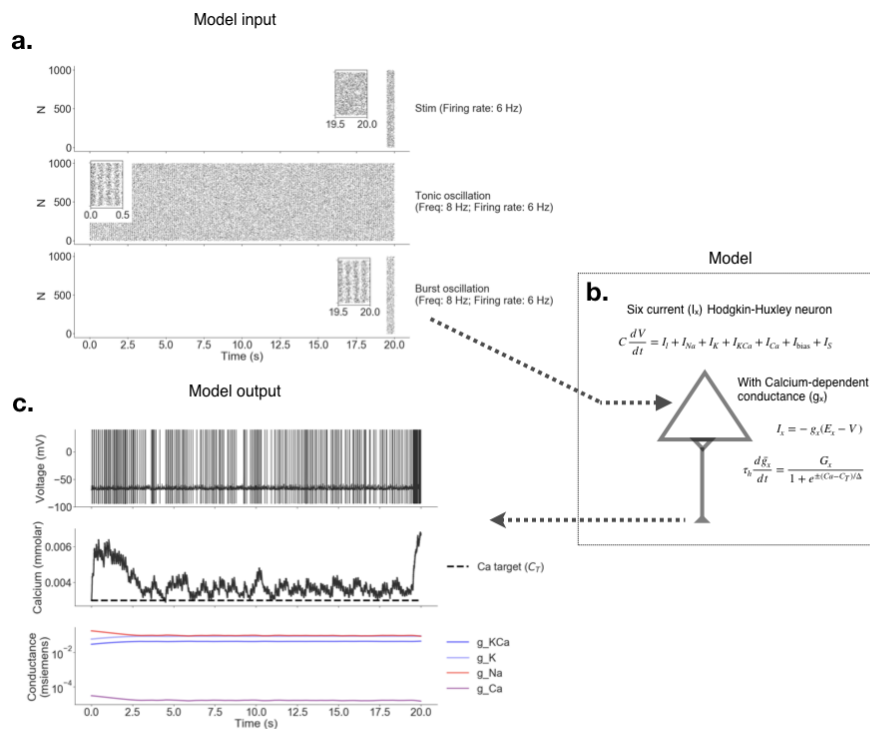 Model input
a.
1000
500
0
N
19.5 20.0
Stim (Firing rate: 6 Hz)
1000
500
0
N
0.0 0.5
Tonic oscillation
(Freq: 8 Hz; Firing rate: 6 Hz)
1000
500
0
N
19.5 20.0
Burst oscillation
(Freq: 8 Hz; Firing rate: 6 Hz)
0.0 2.5 5.0 7.5 10.0 12.5 15.0 17.5 20.0
Time (s)
Model
b.
Six current (Iₓ) Hodgkin-Huxley neuron
C dV/dt = I_l + I_Na + I_K + I_KCa + I_Ca + I_bias + I_S
With Calcium-dependent
conductance (gₓ)
I_x = − g_x(E_x − V)
τ_h dḡ_x/dt = G_x / 1 + e^±(Ca−C_T)/Δ
Model output
c.
0
−50
−100
Voltage (mV)
0.006
0.004
Calcium (mmolar)
Ca target (C_T)
10⁻²
10⁻⁴
Conductance
(msiemens)
g_KCa
g_K
g_Na
g_Ca
0.0 2.5 5.0 7.5 10.0 12.5 15.0 17.5 20.0
Time (s)